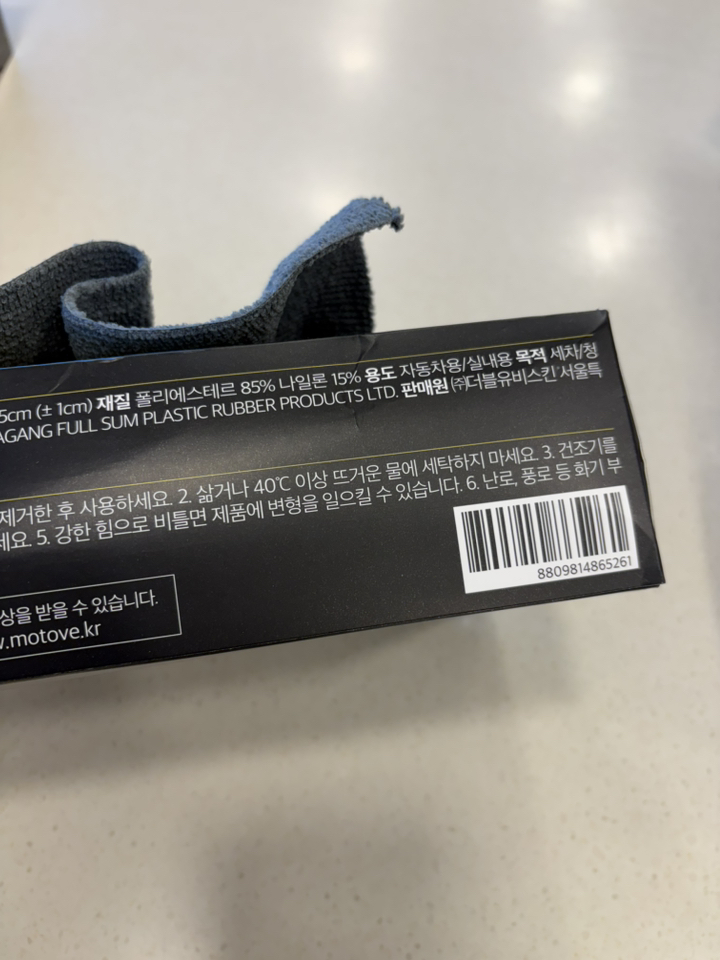 5cm (± 1cm) 재질 폴리에스테르 85% 나일론 15% 용도 자동차용/실내용 목적 세차/청
AGANG FULL SUM PLASTIC RUBBER PRODUCTS LTD. 판매원 ㈜더블유비스킨 서울특
제거한 후 사용하세요. 2. 삶거나 40℃ 이상 뜨거운 물에 세탁하지 마세요. 3. 건조기를
세요. 5. 강한 힘으로 비틀면 제품에 변형을 일으킬 수 있습니다. 6. 난로, 풍로 등 화기 부
상을 받을 수 있습니다.
w.motove.kr
8809814865261